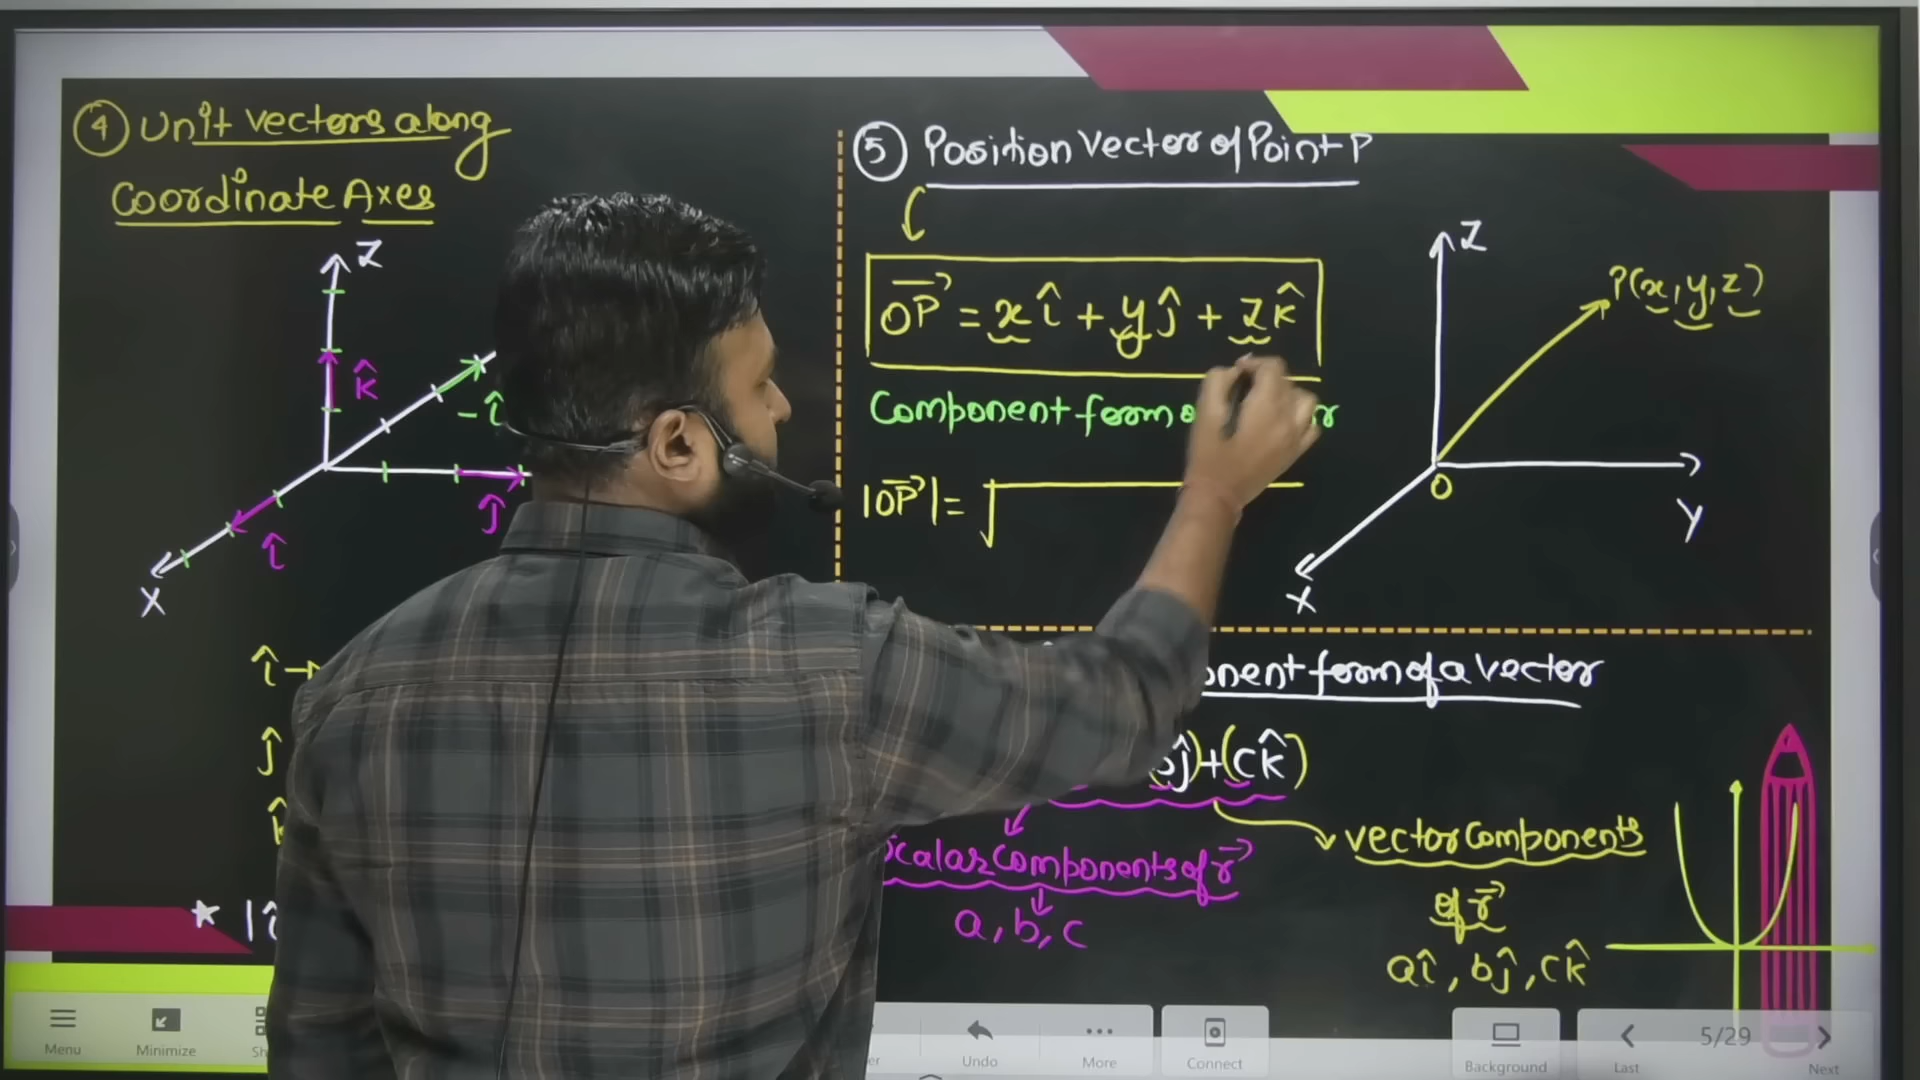 ④ Unit vectors along
Coordinate Axes
Z
k̂
-î
ĵ
î
X
î →
ĵ
★ |î
⑤ Position Vector of Point P
OP⃗ = xî + yĵ + zk̂
Component form
|OP⃗| = √
Z
P(x, y, z)
O
Y
X
onent form of a vector
bĵ) + (ck̂)
Scalar Components of r⃗
a, b, c
Vector Components
of r⃗
aî, bĵ, ck̂
Menu
Minimize
Undo
More
Connect
Background
Last
5/29
Next